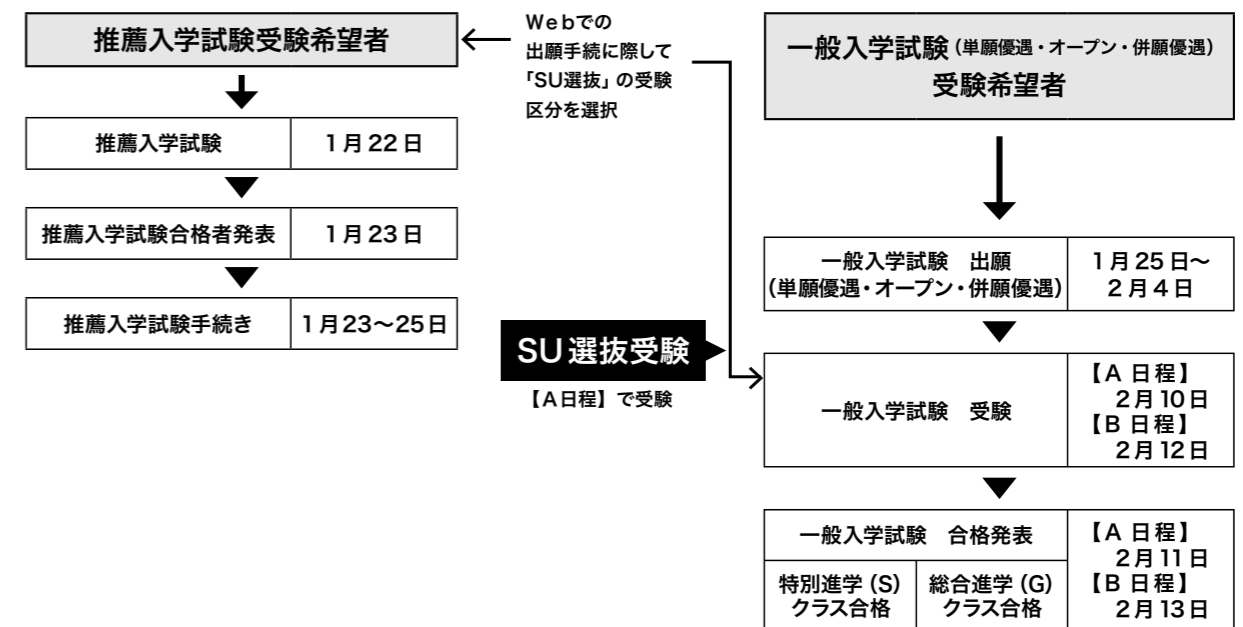 推薦入学試験受験希望者
推薦入学試験
1月22日
推薦入学試験合格者発表
1月23日
推薦入学試験手続き
1月23～25日
Webでの
出願手続に際して
「SU選抜」の受験
区分を選択
SU選抜受験
【A日程】で受験
一般入学試験(単願優遇・オープン・併願優遇)
受験希望者
一般入学試験　出願
(単願優遇・オープン・併願優遇)
1月25日～
2月4日
一般入学試験　受験
【A 日程】
2月10日
【B 日程】
2月12日
一般入学試験　合格発表
特別進学(S)
クラス合格
総合進学(G)
クラス合格
【A 日程】
2月11日
【B 日程】
2月13日